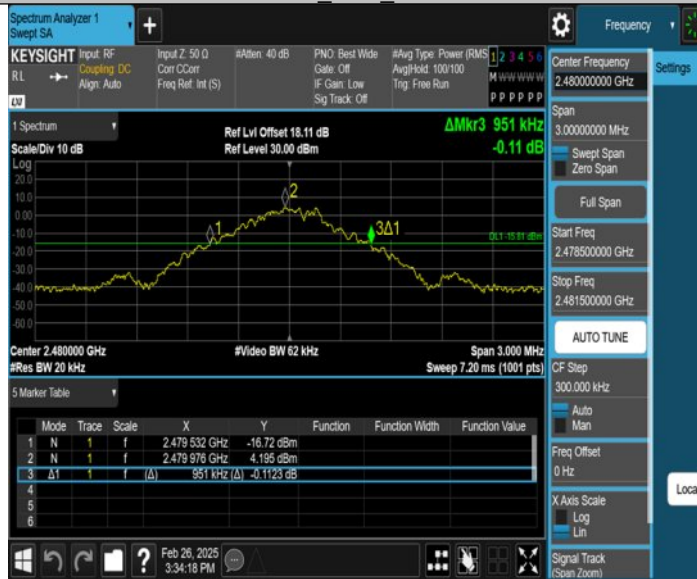 Spectrum Analyzer 1
Swept SA
+
Frequency
KEYSIGHT
RL
LXI
Input: RF
Coupling: DC
Align: Auto
Input Z: 50 Ω
Corr CCorr
Freq Ref: Int (S)
#Atten: 40 dB
PNO: Best Wide
Gate: Off
IF Gain: Low
Sig Track: Off
#Avg Type: Power (RMS
Avg|Hold: 100/100
Trig: Free Run
1 2 3 4 5 6
M W W W W W
P P P P P P
1 Spectrum
Scale/Div 10 dB
Ref Lvl Offset 18.11 dB
Ref Level 30.00 dBm
ΔMkr3 951 kHz
-0.11 dB
Log
20.0
10.0
0.00
-10.0
-20.0
-30.0
-40.0
-50.0
-60.0
1
2
3Δ1
DL1 -15.81 dBm
Center 2.480000 GHz
#Res BW 20 kHz
#Video BW 62 kHz
Span 3.000 MHz
Sweep 7.20 ms (1001 pts)
5 Marker Table
Mode Trace Scale X Y Function Function Width Function Value
1 N 1 f 2.479 532 GHz -16.72 dBm
2 N 1 f 2.479 976 GHz 4.195 dBm
3 Δ1 1 f (Δ) 951 kHz (Δ) -0.1123 dB
4
5
6
?
Feb 26, 2025
3:34:18 PM
Center Frequency
2.480000000 GHz
Settings
Span
3.00000000 MHz
Swept Span
Zero Span
Full Span
Start Freq
2.478500000 GHz
Stop Freq
2.481500000 GHz
AUTO TUNE
CF Step
300.000 kHz
Auto
Man
Freq Offset
0 Hz
X Axis Scale
Log
Lin
Signal Track
(Span Zoom)
Loca